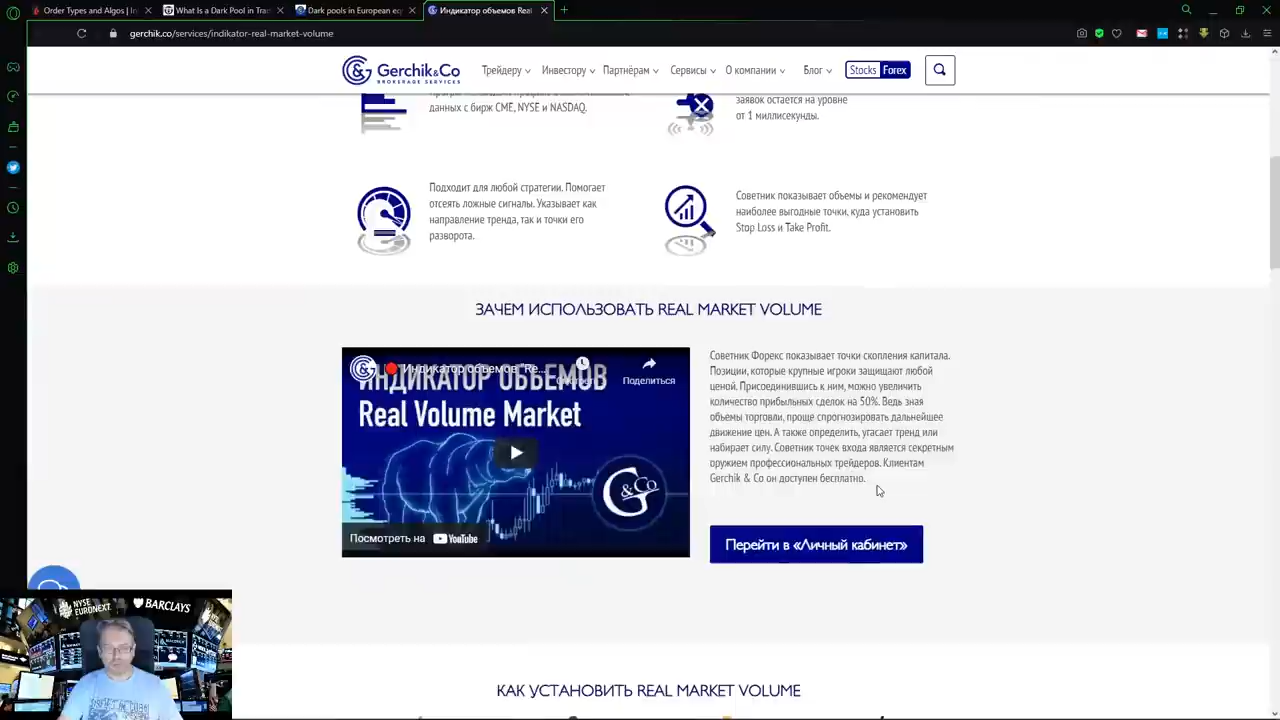 Order Types and Algos | In
What Is a Dark Pool in Trad
Dark pools in European eq
Индикатор объемов Real
gerchik.co/services/indikator-real-market-volume
Gerchik&Co
BROKERAGE SERVICES
Трейдеру
Инвестору
Партнёрам
Сервисы
О компании
Блог
Stocks
Forex
данных с бирж CME, NYSE и NASDAQ.
заявок остается на уровне
от 1 миллисекунды.
Подходит для любой стратегии. Помогает
отсеять ложные сигналы. Указывает как
направление тренда, так и точки его
разворота.
Советник показывает объемы и рекомендует
наиболее выгодные точки, куда установить
Stop Loss и Take Profit.
ЗАЧЕМ ИСПОЛЬЗОВАТЬ REAL MARKET VOLUME
Индикатор объемов "Re...
Поделиться
ИНДИКАТОР ОБЪЕМОВ
Real Volume Market
G&Co
Посмотреть на YouTube
Советник Форекс показывает точки скопления капитала.
Позиции, которые крупные игроки защищают любой
ценой. Присоединившись к ним, можно увеличить
количество прибыльных сделок на 50%. Ведь зная
объемы торговли, проще спрогнозировать дальнейшее
движение цен. А также определить, угасает тренд или
набирает силу. Советник точек входа является секретным
оружием профессиональных трейдеров. Клиентам
Gerchik & Co он доступен бесплатно.
Перейти в «Личный кабинет»
NYSE
EURONEXT
BARCLAYS
КАК УСТАНОВИТЬ REAL MARKET VOLUME